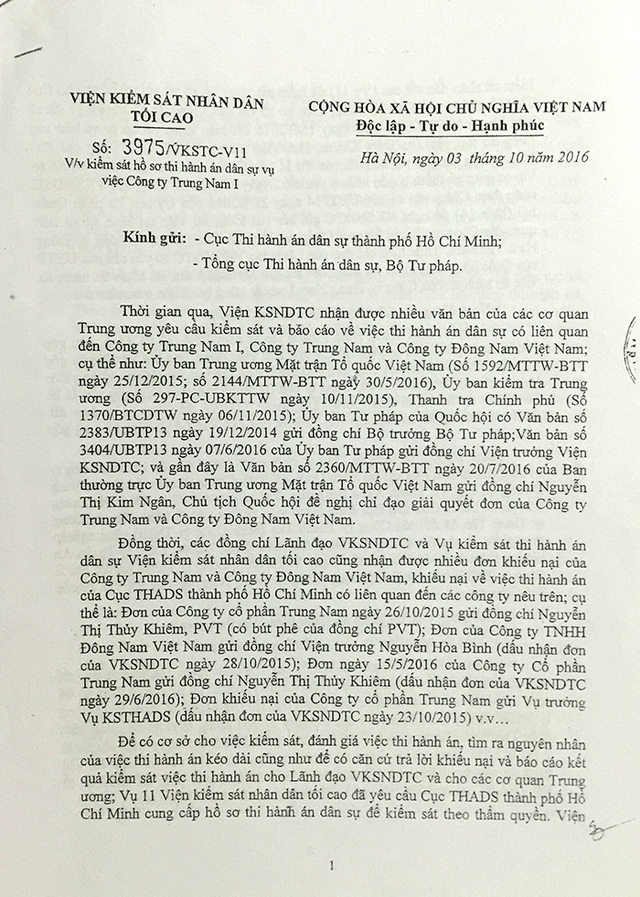 VIỆN KIỂM SÁT NHÂN DÂN
TỐI CAO
Số: 3975/VKSTC-V11
V/v kiểm sát hồ sơ thi hành án dân sự vụ
việc Công ty Trung Nam I
CỘNG HÒA XÃ HỘI CHỦ NGHĨA VIỆT NAM
Độc lập - Tự do - Hạnh phúc
Hà Nội, ngày 03 tháng 10 năm 2016
Kính gửi: - Cục Thi hành án dân sự thành phố Hồ Chí Minh;
- Tổng cục Thi hành án dân sự, Bộ Tư pháp.
Thời gian qua, Viện KSNDTC nhận được nhiều văn bản của các cơ quan
Trung ương yêu cầu kiểm sát và báo cáo về việc thi hành án dân sự có liên quan
đến Công ty Trung Nam I, Công ty Trung Nam và Công ty Đông Nam Việt Nam;
cụ thể như: Ủy ban Trung ương Mặt trận Tổ quốc Việt Nam (Số 1592/MTTW-BTT
ngày 25/12/2015; số 2144/MTTW-BTT ngày 30/5/2016), Ủy ban kiểm tra Trung
ương (Số 297-PC-UBKTTW ngày 10/11/2015), Thanh tra Chính phủ (Số
1370/BTCDTW ngày 06/11/2015); Ủy ban Tư pháp của Quốc hội có Văn bản số
2383/UBTP13 ngày 19/12/2014 gửi đồng chí Bộ trưởng Bộ Tư pháp;Văn bản số
3404/UBTP13 ngày 07/6/2016 của Ủy ban Tư pháp gửi đồng chí Viện trưởng Viện
KSNDTC; và gần đây là Văn bản số 2360/MTTW-BTT ngày 20/7/2016 của Ban
thường trực Ủy ban Trung ương Mặt trận Tổ quốc Việt Nam gửi đồng chí Nguyễn
Thị Kim Ngân, Chủ tịch Quốc hội đề nghị chỉ đạo giải quyết đơn của Công ty
Trung Nam và Công ty Đông Nam Việt Nam.
Đồng thời, các đồng chí Lãnh đạo VKSNDTC và Vụ kiểm sát thi hành án
dân sự Viện kiểm sát nhân dân tối cao cũng nhận được nhiều đơn khiếu nại của
Công ty Trung Nam và Công ty Đông Nam Việt Nam, khiếu nại về việc thi hành án
của Cục THADS thành phố Hồ Chí Minh có liên quan đến các công ty nêu trên; cụ
thể là: Đơn của Công ty cổ phần Trung Nam ngày 26/10/2015 gửi đồng chí Nguyễn
Thị Thủy Khiêm, PVT (có bút phê của đồng chí PVT); Đơn của Công ty TNHH
Đông Nam Việt Nam gửi đồng chí Viện trưởng Nguyễn Hòa Bình (dấu nhận đơn
của VKSNDTC ngày 28/10/2015); Đơn ngày 15/5/2016 của Công ty Cổ phần
Trung Nam gửi đồng chí Nguyễn Thị Thủy Khiêm (dấu nhận đơn của VKSNDTC
ngày 29/6/2016); Đơn khiếu nại của Công ty cổ phần Trung Nam gửi Vụ trưởng
Vụ KSTHADS (dấu nhận đơn của VKSNDTC ngày 23/10/2015) v.v...
Để có cơ sở cho việc kiểm sát, đánh giá việc thi hành án, tìm ra nguyên nhân
của việc thi hành án kéo dài cũng như để có căn cứ trả lời khiếu nại và báo cáo kết
quả kiểm sát việc thi hành án cho Lãnh đạo VKSNDTC và cho các cơ quan Trung
ương; Vụ 11 Viện kiểm sát nhân dân tối cao đã yêu cầu Cục THADS thành phố Hồ
Chí Minh cung cấp hồ sơ thi hành án dân sự để kiểm sát theo thẩm quyền. Viện
1